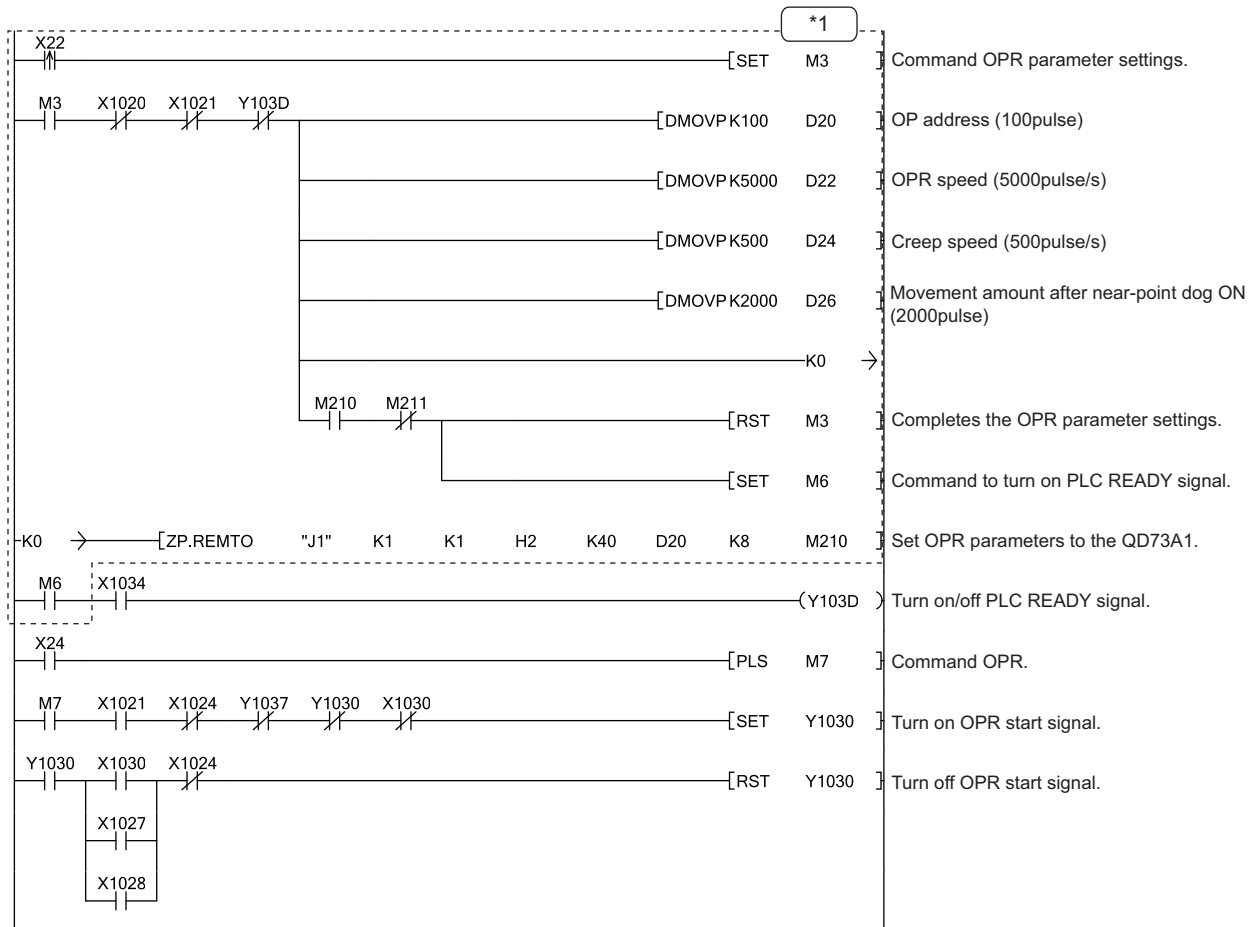 *1
X22
[SET M3 ] Command OPR parameter settings.
M3 X1020 X1021 Y103D
[DMOVP K100 D20 ] OP address (100pulse)
[DMOVP K5000 D22 ] OPR speed (5000pulse/s)
[DMOVP K500 D24 ] Creep speed (500pulse/s)
[DMOVP K2000 D26 ] Movement amount after near-point dog ON
(2000pulse)
K0
M210 M211
[RST M3 ] Completes the OPR parameter settings.
[SET M6 ] Command to turn on PLC READY signal.
K0 [ZP.REMTO "J1" K1 K1 H2 K40 D20 K8 M210 ] Set OPR parameters to the QD73A1.
M6 X1034
(Y103D ) Turn on/off PLC READY signal.
X24
[PLS M7 ] Command OPR.
M7 X1021 X1024 Y1037 Y1030 X1030
[SET Y1030 ] Turn on OPR start signal.
Y1030 X1030 X1024
[RST Y1030 ] Turn off OPR start signal.
X1027
X1028